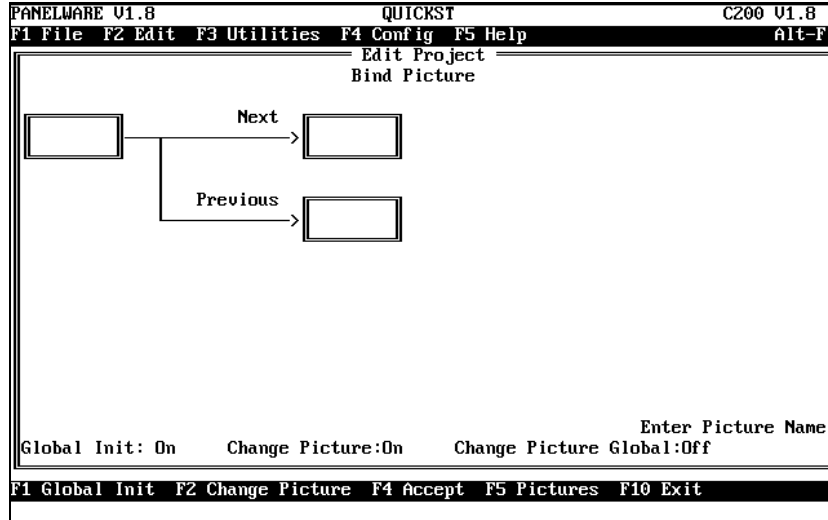 PANELWARE V1.8 QUICKST C200 V1.8
F1 File F2 Edit F3 Utilities F4 Config F5 Help Alt-F
Edit Project
Bind Picture
Next
Previous
Enter Picture Name
Global Init: On Change Picture:On Change Picture Global:Off
F1 Global Init F2 Change Picture F4 Accept F5 Pictures F10 Exit